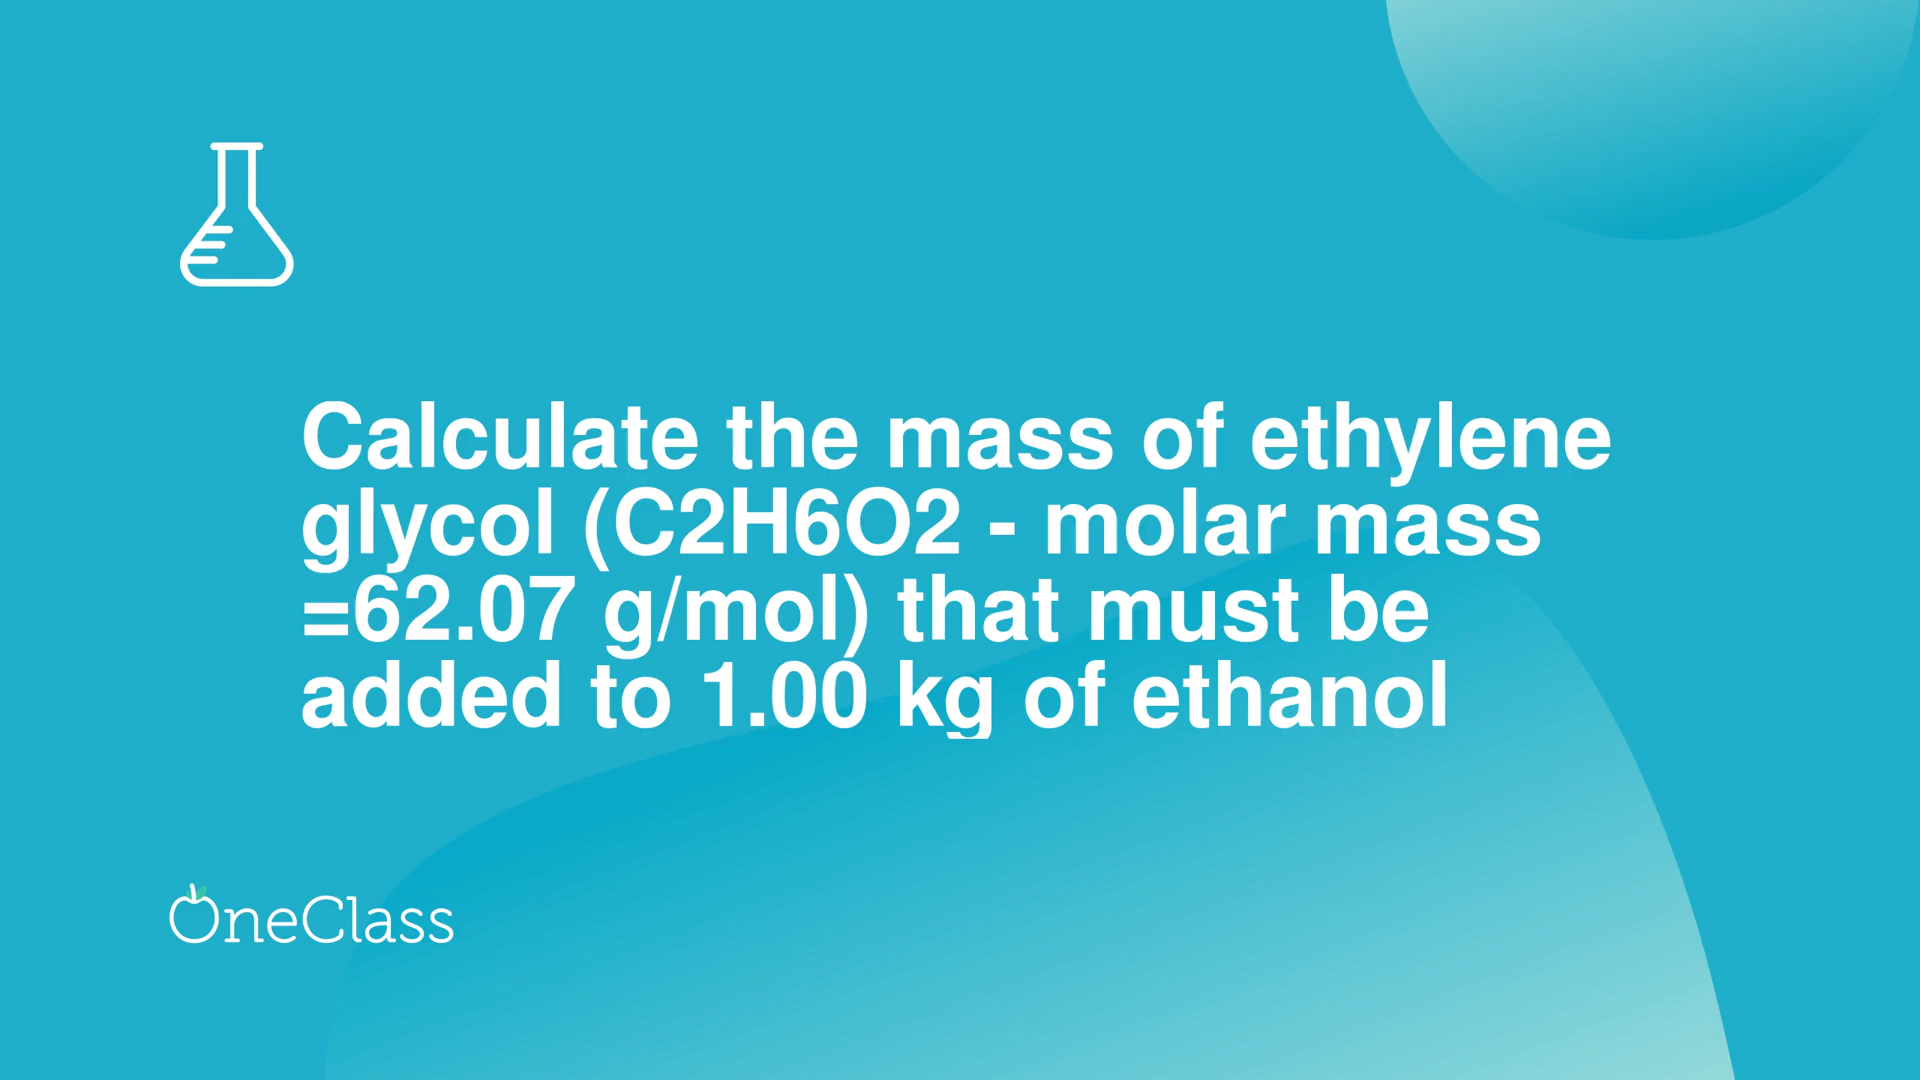 Calculate the mass of ethylene
glycol (C2H6O2 - molar mass
=62.07 g/mol) that must be
added to 1.00 kg of ethanol
OneClass